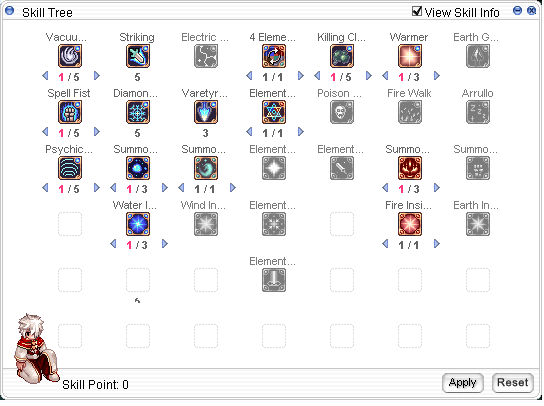 Skill Tree View Skill Info
Vacuu... Striking Electric ... 4 Eleme... Killing Cl... Warmer Earth G...
1 / 5 5 1 / 1 1 / 5 1 / 3
Spell Fist Diamon... Varetyr... Element... Poison ... Fire Walk Arrullo
1 / 5 5 3 1 / 1
Psychic... Summo... Summo... Element... Element... Summo... Summo...
1 / 5 1 / 3 1 / 1 1 / 3
Water I... Wind In... Element... Fire Insi... Earth In...
1 / 3 1 / 1
Element...
Skill Point: 0 Apply Reset